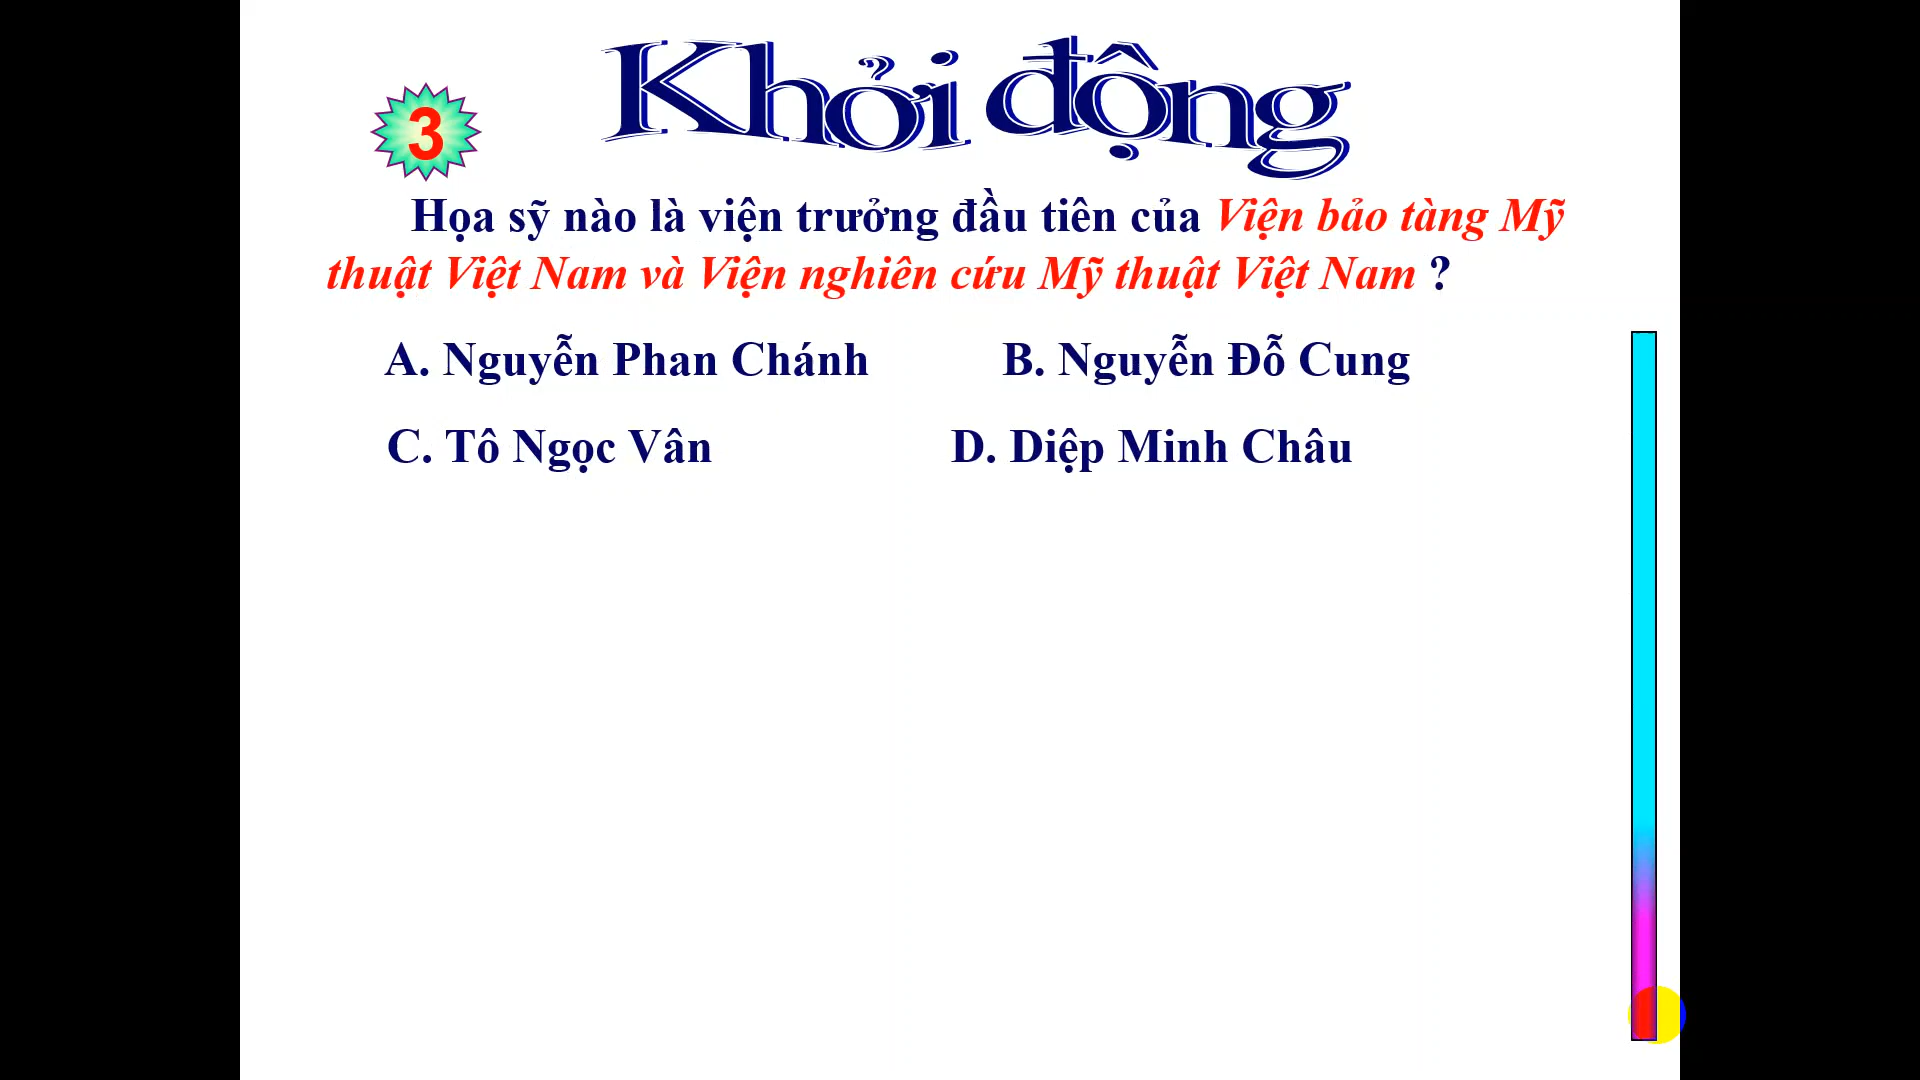 Khởi động
3
Họa sỹ nào là viện trưởng đầu tiên của Viện bảo tàng Mỹ
thuật Việt Nam và Viện nghiên cứu Mỹ thuật Việt Nam ?
A. Nguyễn Phan Chánh B. Nguyễn Đỗ Cung
C. Tô Ngọc Vân D. Diệp Minh Châu